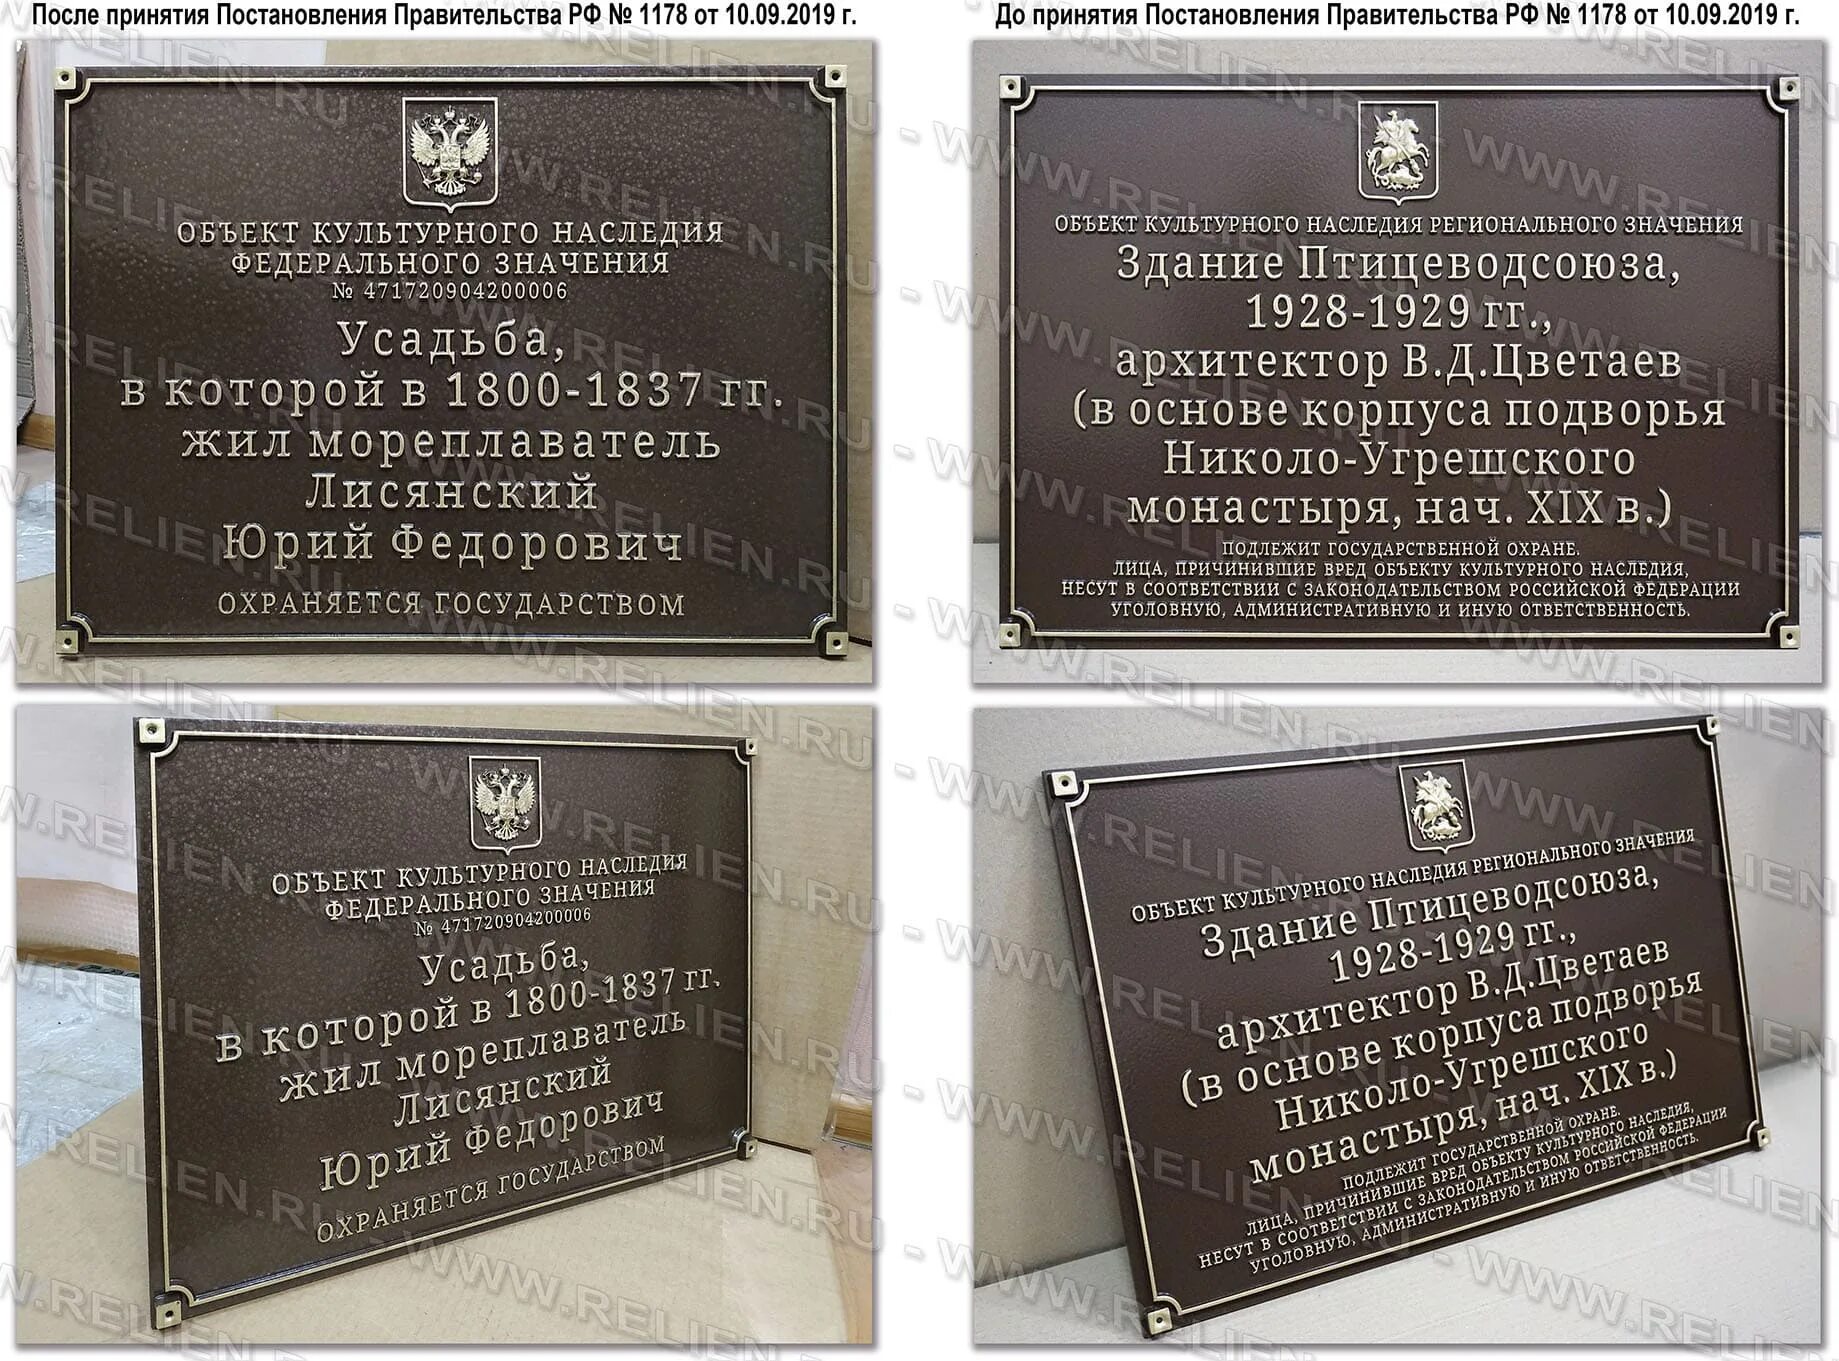 После принятия Постановления Правительства РФ № 1178 от 10.09.2019 г.
ОБЪЕКТ КУЛЬТУРНОГО НАСЛЕДИЯ
ФЕДЕРАЛЬНОГО ЗНАЧЕНИЯ
№ 471720904200006
Усадьба,
в которой в 1800-1837 гг.
жил мореплаватель
Лисянский
Юрий Федорович
ОХРАНЯЕТСЯ ГОСУДАРСТВОМ
До принятия Постановления Правительства РФ № 1178 от 10.09.2019 г.
ОБЪЕКТ КУЛЬТУРНОГО НАСЛЕДИЯ РЕГИОНАЛЬНОГО ЗНАЧЕНИЯ
Здание Птицеводсоюза,
1928-1929 гг.,
архитектор В.Д.Цветаев
(в основе корпуса подворья
Николо-Угрешского
монастыря, нач. XIX в.)
ПОДЛЕЖИТ ГОСУДАРСТВЕННОЙ ОХРАНЕ.
ЛИЦА, ПРИЧИНИВШИЕ ВРЕД ОБЪЕКТУ КУЛЬТУРНОГО НАСЛЕДИЯ,
НЕСУТ В СООТВЕТСТВИИ С ЗАКОНОДАТЕЛЬСТВОМ РОССИЙСКОЙ ФЕДЕРАЦИИ
УГОЛОВНУЮ, АДМИНИСТРАТИВНУЮ И ИНУЮ ОТВЕТСТВЕННОСТЬ.
ОБЪЕКТ КУЛЬТУРНОГО НАСЛЕДИЯ
ФЕДЕРАЛЬНОГО ЗНАЧЕНИЯ
№ 471720904200006
Усадьба,
в которой в 1800-1837 гг.
жил мореплаватель
Лисянский
Юрий Федорович
ОХРАНЯЕТСЯ ГОСУДАРСТВОМ
ОБЪЕКТ КУЛЬТУРНОГО НАСЛЕДИЯ РЕГИОНАЛЬНОГО ЗНАЧЕНИЯ
Здание Птицеводсоюза,
1928-1929 гг.,
архитектор В.Д.Цветаев
(в основе корпуса подворья
Николо-Угрешского
монастыря, нач. XIX в.)
ПОДЛЕЖИТ ГОСУДАРСТВЕННОЙ ОХРАНЕ.
ЛИЦА, ПРИЧИНИВШИЕ ВРЕД ОБЪЕКТУ КУЛЬТУРНОГО НАСЛЕДИЯ,
НЕСУТ В СООТВЕТСТВИИ С ЗАКОНОДАТЕЛЬСТВОМ РОССИЙСКОЙ ФЕДЕРАЦИИ
УГОЛОВНУЮ, АДМИНИСТРАТИВНУЮ И ИНУЮ ОТВЕТСТВЕННОСТЬ.
WWW.RELIEN.RU - WWW.RELIEN.RU